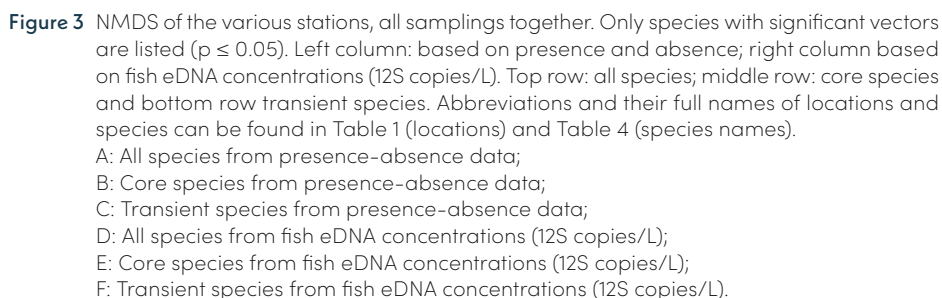 Figure 3 NMDS of the various stations, all samplings together. Only species with significant vectors
are listed (p ≤ 0.05). Left column: based on presence and absence; right column based
on fish eDNA concentrations (12S copies/L). Top row: all species; middle row: core species
and bottom row transient species. Abbreviations and their full names of locations and
species can be found in Table 1 (locations) and Table 4 (species names).
A: All species from presence-absence data;
B: Core species from presence-absence data;
C: Transient species from presence-absence data;
D: All species from fish eDNA concentrations (12S copies/L);
E: Core species from fish eDNA concentrations (12S copies/L);
F: Transient species from fish eDNA concentrations (12S copies/L).